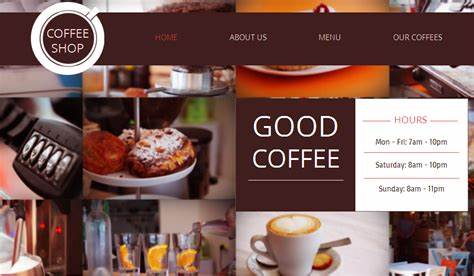 COFFEE
SHOP
HOME ABOUT US MENU OUR COFFEES
GOOD
COFFEE
HOURS
Mon - Fri: 7am - 10pm
Saturday: 8am - 10pm
Sunday: 8am - 11pm